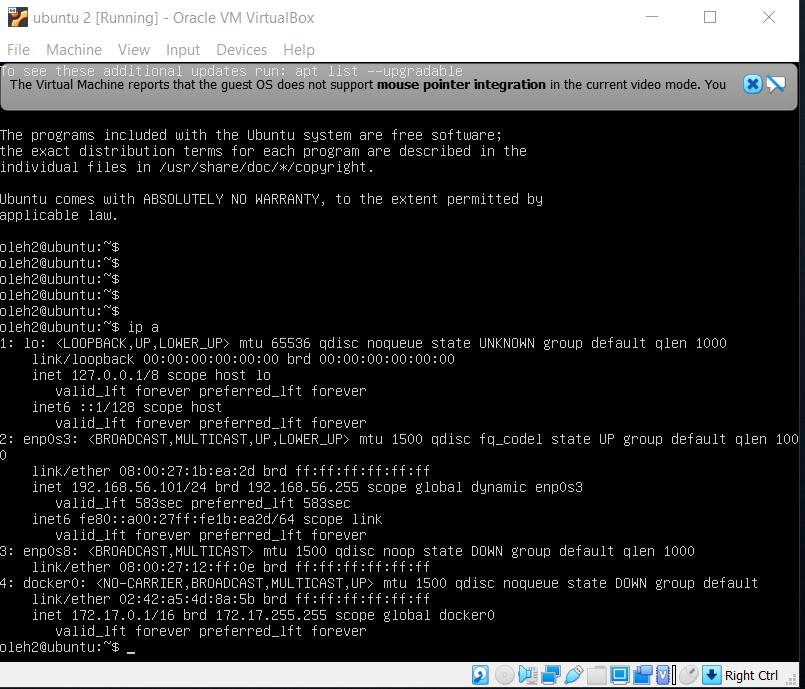 ubuntu 2 [Running] - Oracle VM VirtualBox
File Machine View Input Devices Help
To see these additional updates run: apt list --upgradable
The Virtual Machine reports that the guest OS does not support mouse pointer integration in the current video mode. You
The programs included with the Ubuntu system are free software;
the exact distribution terms for each program are described in the
individual files in /usr/share/doc/*/copyright.
Ubuntu comes with ABSOLUTELY NO WARRANTY, to the extent permitted by
applicable law.
oleh2@ubuntu:~$
oleh2@ubuntu:~$
oleh2@ubuntu:~$
oleh2@ubuntu:~$
oleh2@ubuntu:~$
oleh2@ubuntu:~$ ip a
1: lo: <LOOPBACK,UP,LOWER_UP> mtu 65536 qdisc noqueue state UNKNOWN group default qlen 1000
    link/loopback 00:00:00:00:00:00 brd 00:00:00:00:00:00
    inet 127.0.0.1/8 scope host lo
       valid_lft forever preferred_lft forever
    inet6 ::1/128 scope host
       valid_lft forever preferred_lft forever
2: enp0s3: <BROADCAST,MULTICAST,UP,LOWER_UP> mtu 1500 qdisc fq_codel state UP group default qlen 100
0
    link/ether 08:00:27:1b:ea:2d brd ff:ff:ff:ff:ff:ff
    inet 192.168.56.101/24 brd 192.168.56.255 scope global dynamic enp0s3
       valid_lft 583sec preferred_lft 583sec
    inet6 fe80::a00:27ff:fe1b:ea2d/64 scope link
       valid_lft forever preferred_lft forever
3: enp0s8: <BROADCAST,MULTICAST> mtu 1500 qdisc noop state DOWN group default qlen 1000
    link/ether 08:00:27:12:ff:0e brd ff:ff:ff:ff:ff:ff
4: docker0: <NO-CARRIER,BROADCAST,MULTICAST,UP> mtu 1500 qdisc noqueue state DOWN group default
    link/ether 02:42:a5:4d:8a:5b brd ff:ff:ff:ff:ff:ff
    inet 172.17.0.1/16 brd 172.17.255.255 scope global docker0
       valid_lft forever preferred_lft forever
oleh2@ubuntu:~$ _
Right Ctrl